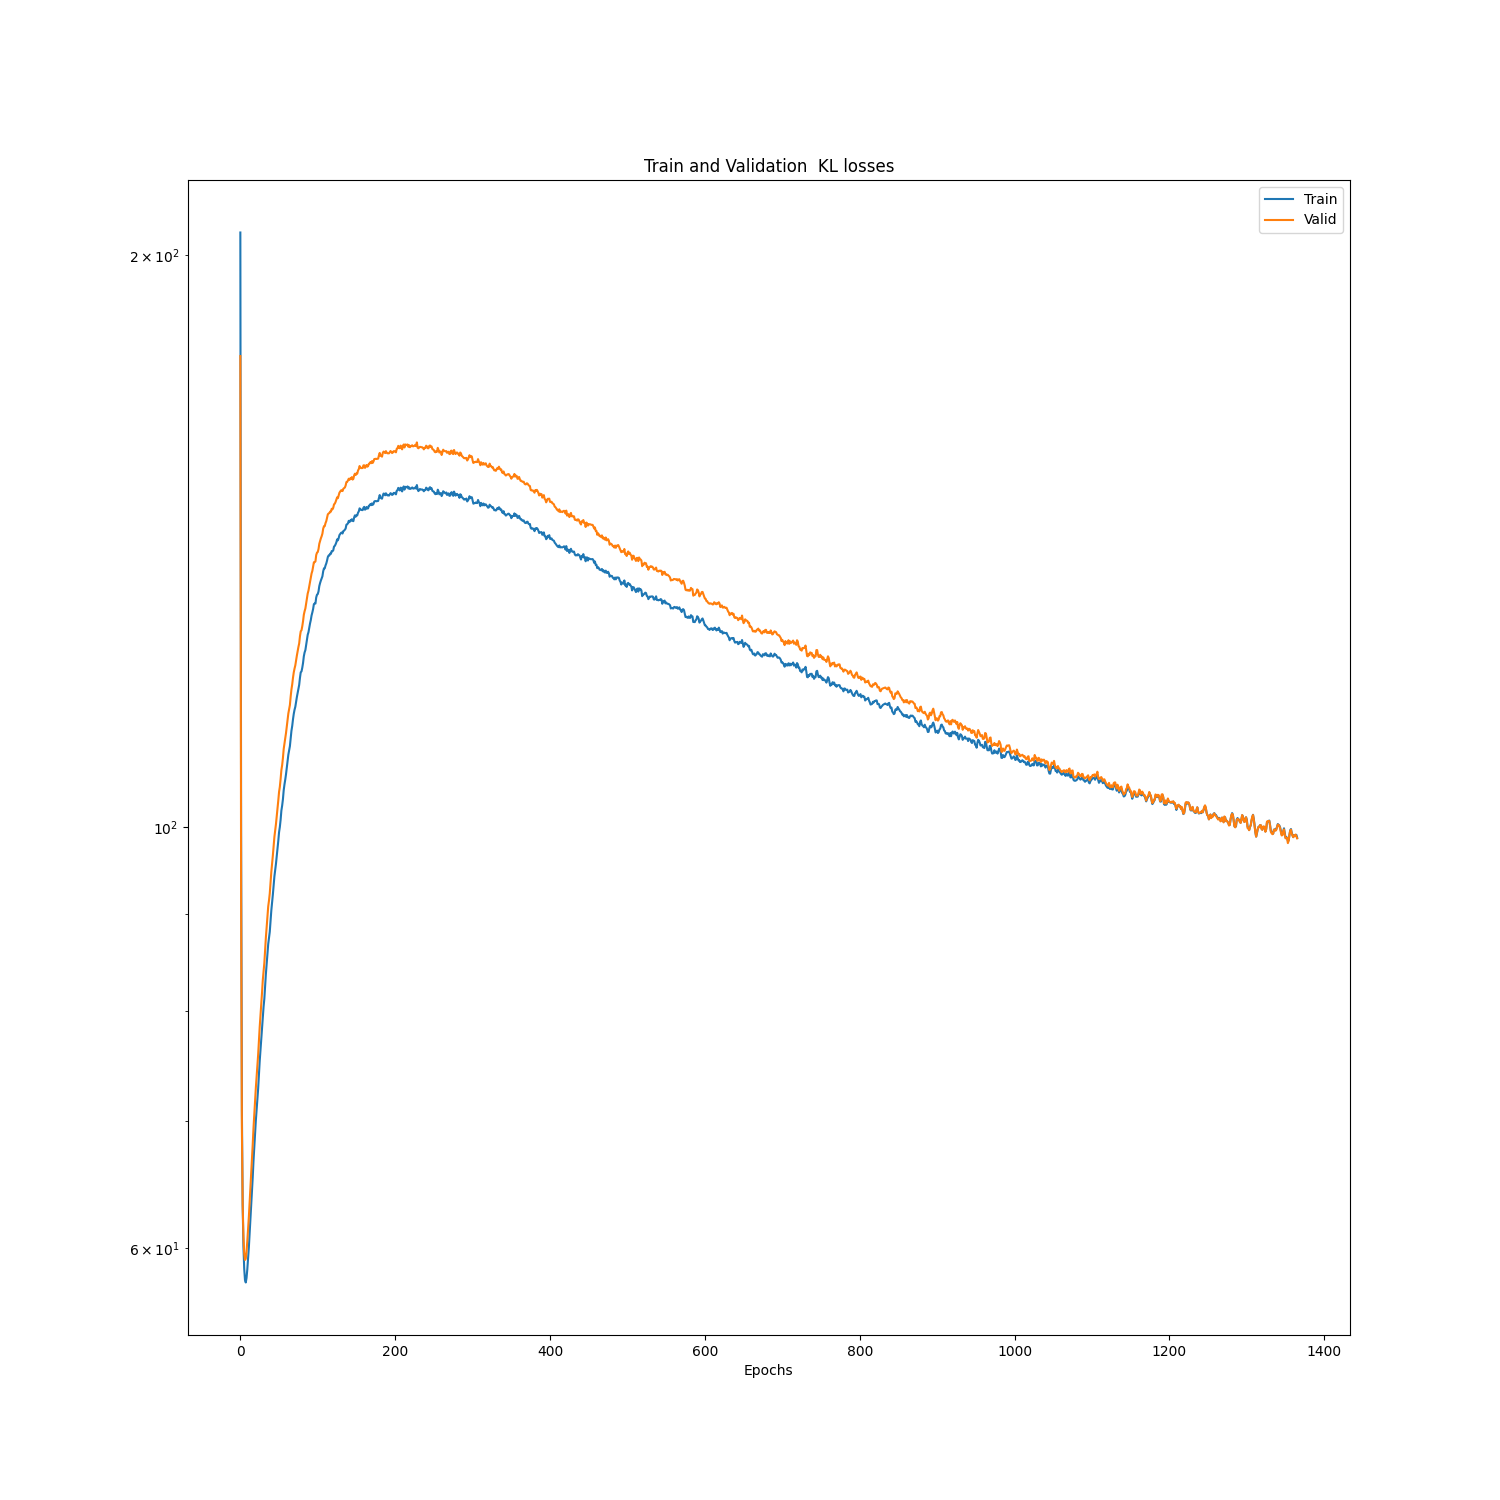 Train and Validation  KL losses
Train
Valid
2 × 10²
10²
6 × 10¹
0 200 400 600 800 1000 1200 1400
Epochs